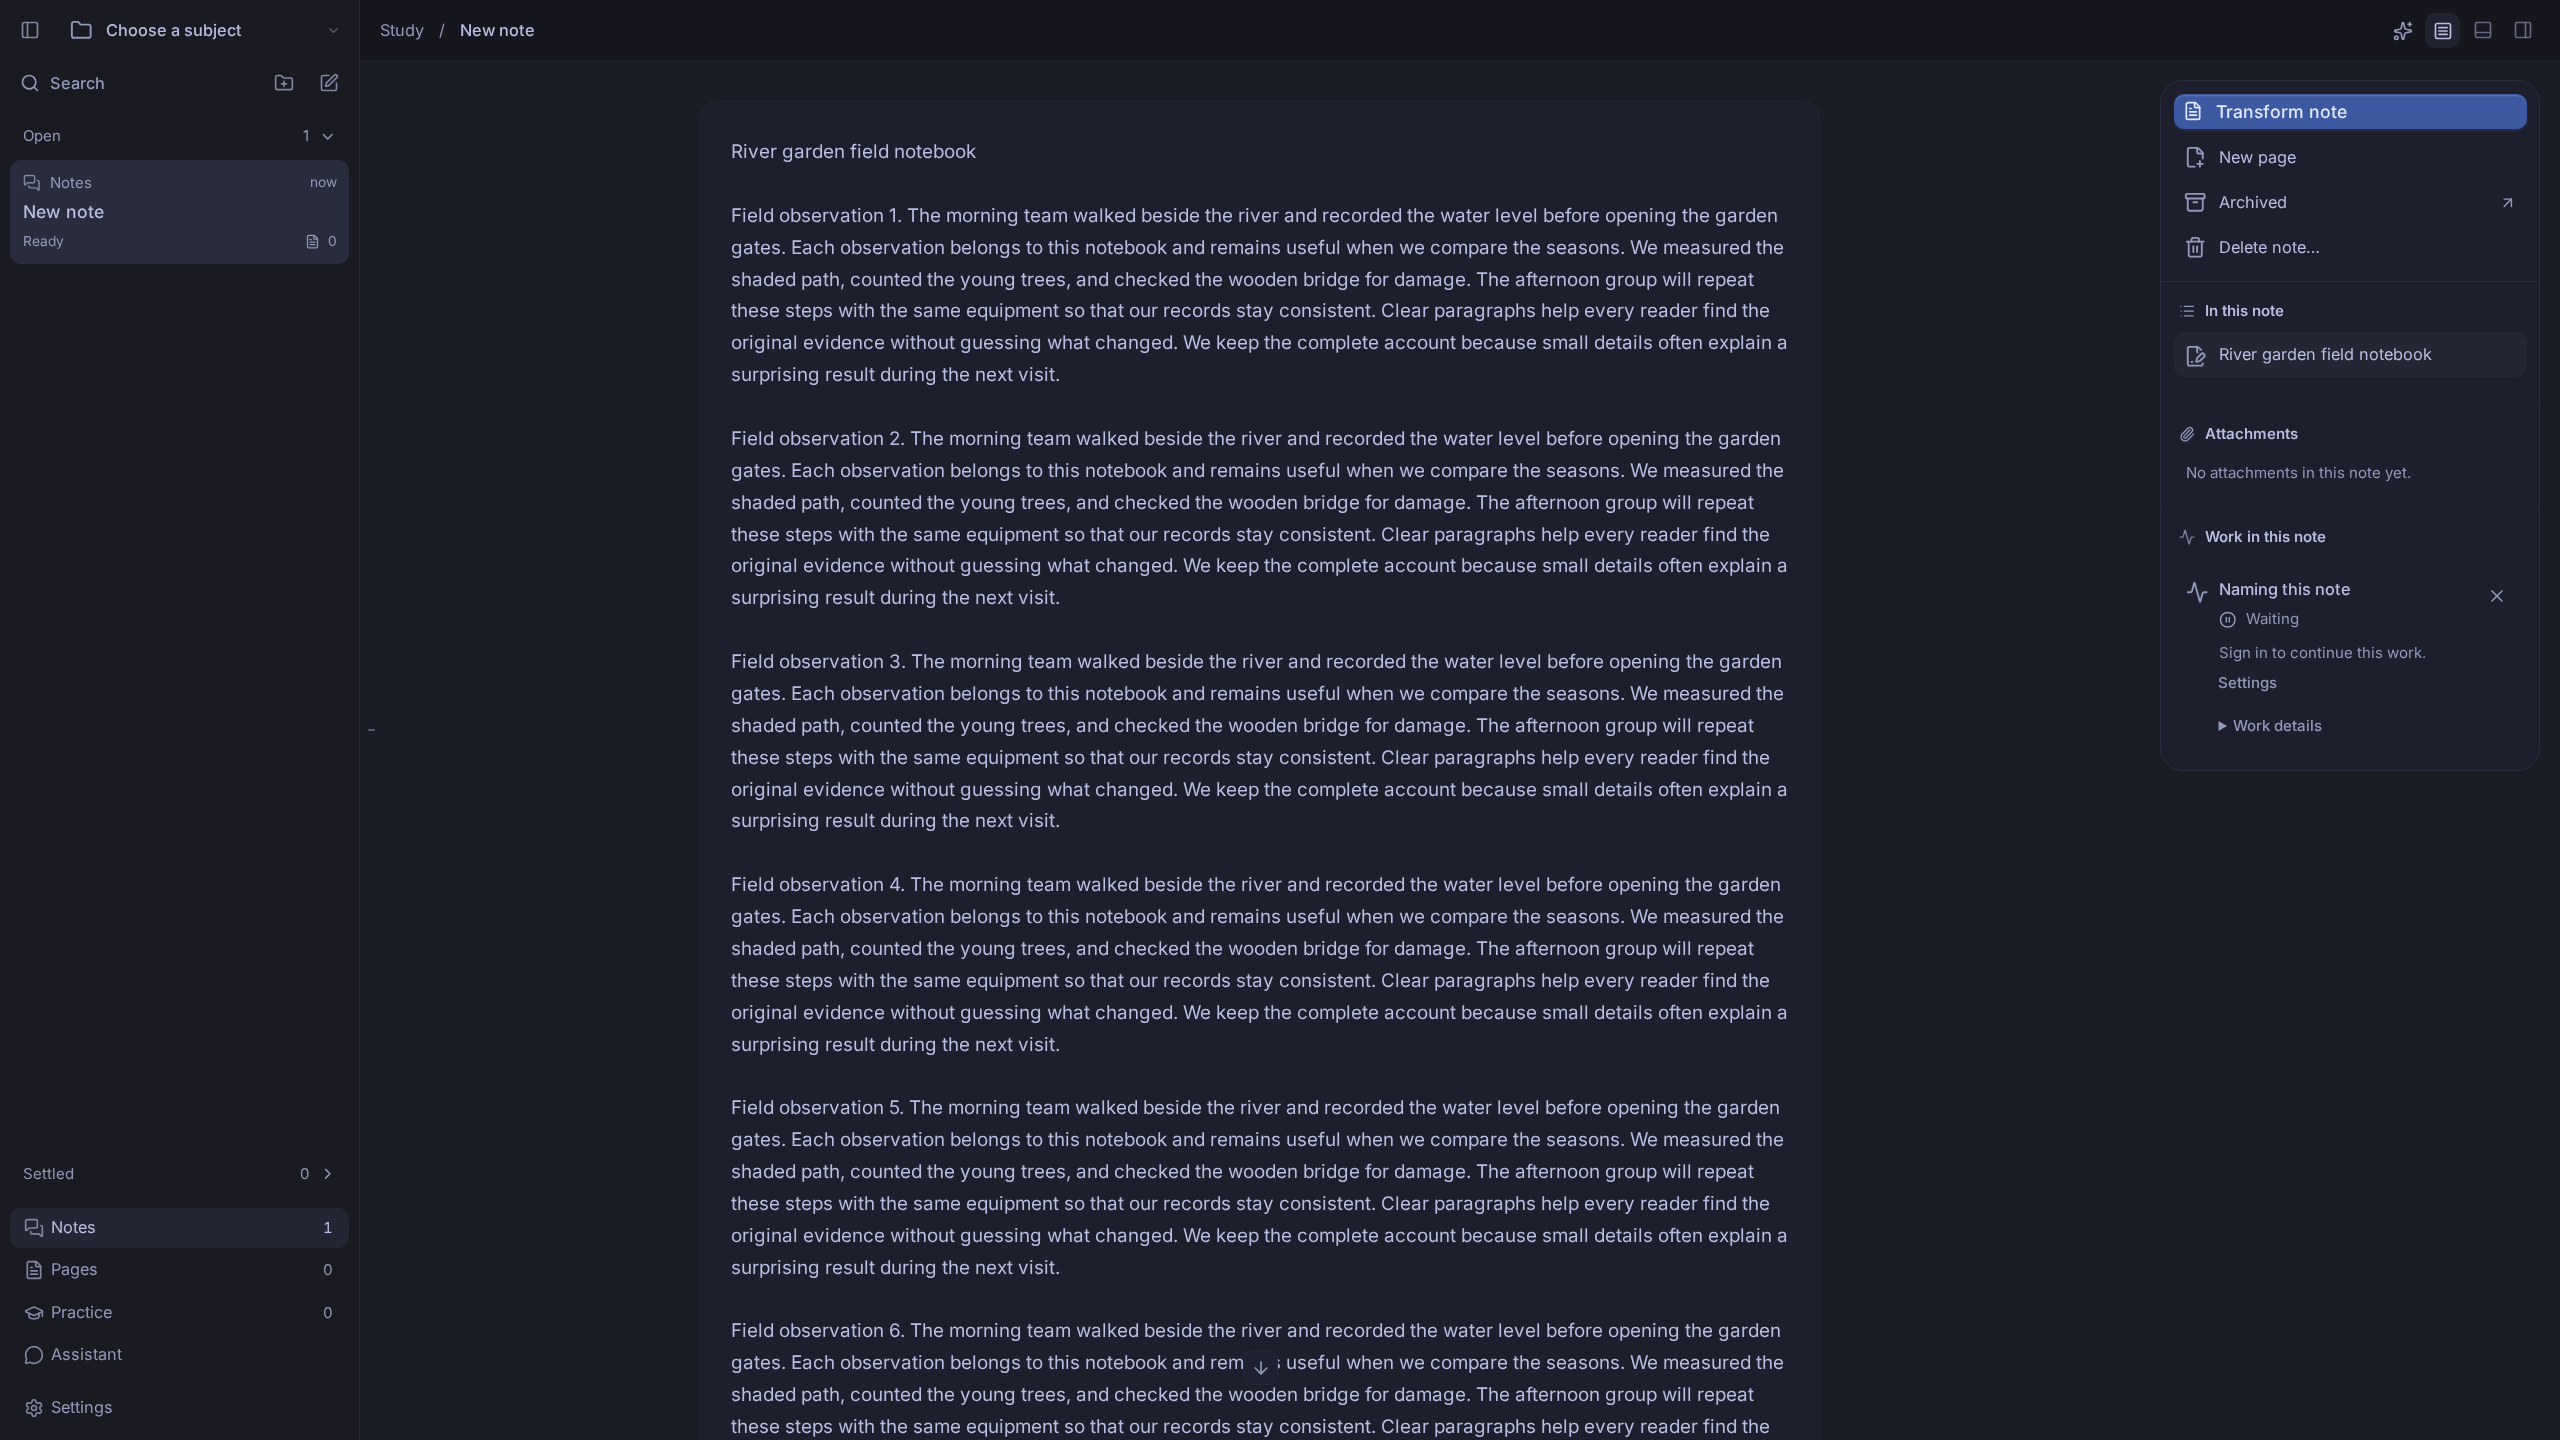 Choose a subject
Search
Open 1
Notes now
New note
Ready 0
Settled 0
Notes 1
Pages 0
Practice 0
Assistant
Settings
Study / New note
River garden field notebook
Field observation 1. The morning team walked beside the river and recorded the water level before opening the garden
gates. Each observation belongs to this notebook and remains useful when we compare the seasons. We measured the
shaded path, counted the young trees, and checked the wooden bridge for damage. The afternoon group will repeat
these steps with the same equipment so that our records stay consistent. Clear paragraphs help every reader find the
original evidence without guessing what changed. We keep the complete account because small details often explain a
surprising result during the next visit.
Field observation 2. The morning team walked beside the river and recorded the water level before opening the garden
gates. Each observation belongs to this notebook and remains useful when we compare the seasons. We measured the
shaded path, counted the young trees, and checked the wooden bridge for damage. The afternoon group will repeat
these steps with the same equipment so that our records stay consistent. Clear paragraphs help every reader find the
original evidence without guessing what changed. We keep the complete account because small details often explain a
surprising result during the next visit.
Field observation 3. The morning team walked beside the river and recorded the water level before opening the garden
gates. Each observation belongs to this notebook and remains useful when we compare the seasons. We measured the
shaded path, counted the young trees, and checked the wooden bridge for damage. The afternoon group will repeat
these steps with the same equipment so that our records stay consistent. Clear paragraphs help every reader find the
original evidence without guessing what changed. We keep the complete account because small details often explain a
surprising result during the next visit.
Field observation 4. The morning team walked beside the river and recorded the water level before opening the garden
gates. Each observation belongs to this notebook and remains useful when we compare the seasons. We measured the
shaded path, counted the young trees, and checked the wooden bridge for damage. The afternoon group will repeat
these steps with the same equipment so that our records stay consistent. Clear paragraphs help every reader find the
original evidence without guessing what changed. We keep the complete account because small details often explain a
surprising result during the next visit.
Field observation 5. The morning team walked beside the river and recorded the water level before opening the garden
gates. Each observation belongs to this notebook and remains useful when we compare the seasons. We measured the
shaded path, counted the young trees, and checked the wooden bridge for damage. The afternoon group will repeat
these steps with the same equipment so that our records stay consistent. Clear paragraphs help every reader find the
original evidence without guessing what changed. We keep the complete account because small details often explain a
surprising result during the next visit.
Field observation 6. The morning team walked beside the river and recorded the water level before opening the garden
gates. Each observation belongs to this notebook and useful when we compare the seasons. We measured the
shaded path, counted the young trees, and checked the wooden bridge for damage. The afternoon group will repeat
these steps with the same equipment so that our records stay consistent. Clear paragraphs help every reader find the
Transform note
New page
Archived
Delete note...
In this note
River garden field notebook
Attachments
No attachments in this note yet.
Work in this note
Naming this note
Waiting
Sign in to continue this work.
Settings
Work details